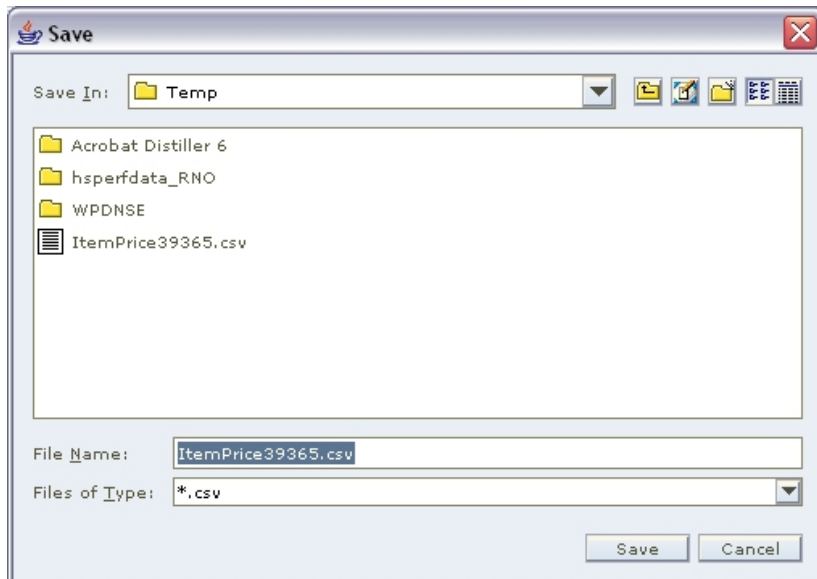 Save
Save In: Temp
Acrobat Distiller 6
hsperfdata_RNO
WPDNSE
ItemPrice39365.csv
File Name: ItemPrice39365.csv
Files of Type: *.csv
Save Cancel